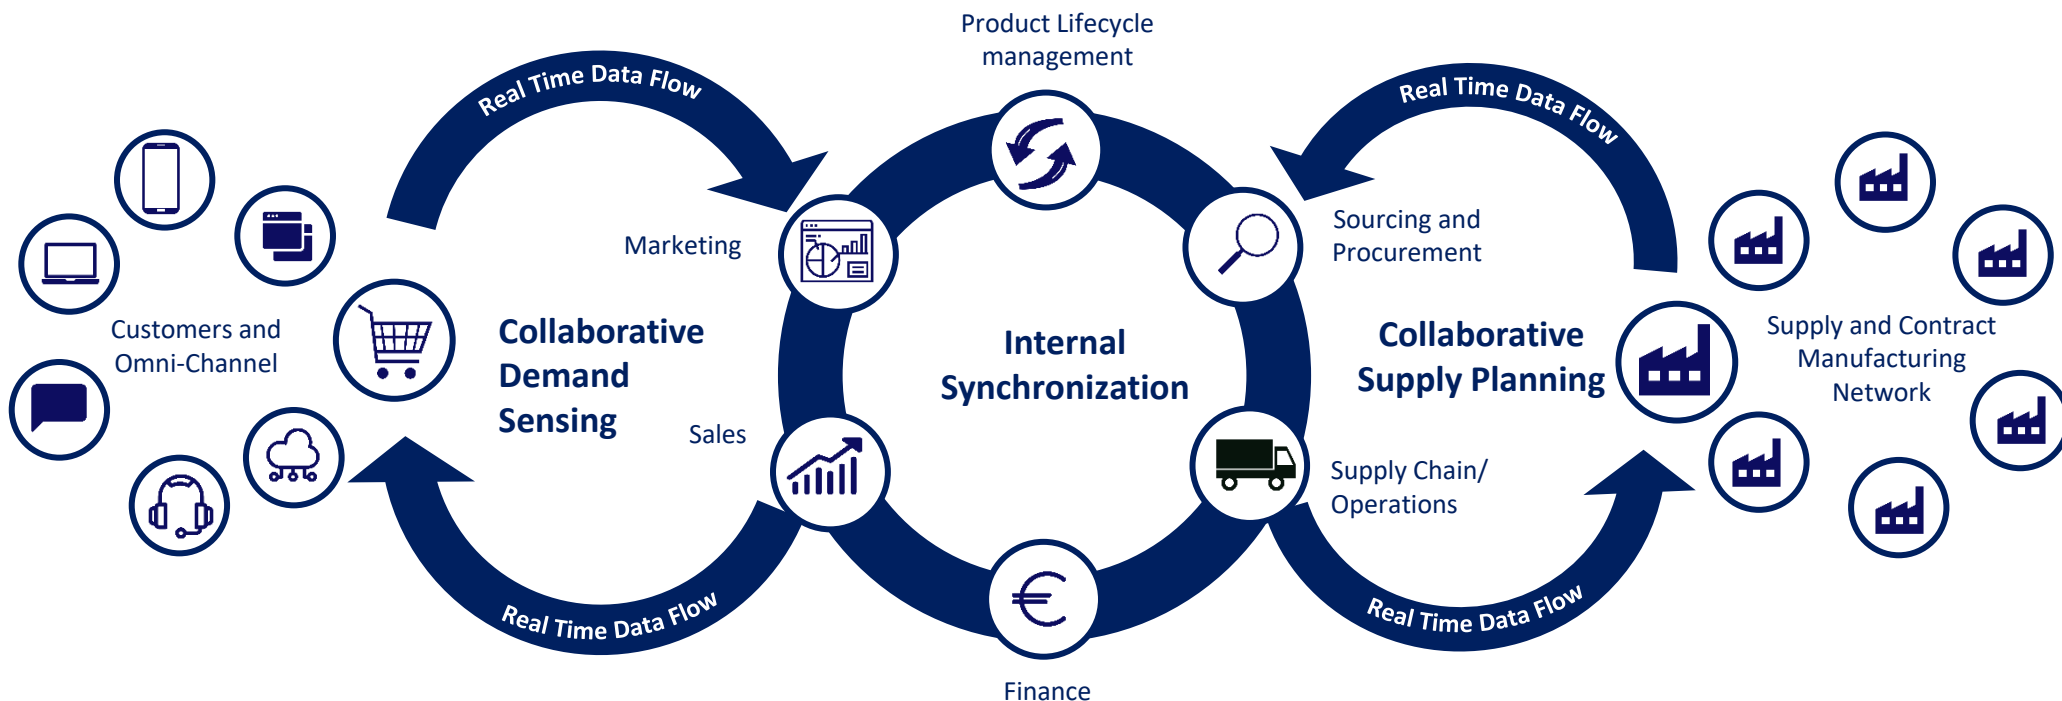 Product Lifecycle
management
Real Time Data Flow
Real Time Data Flow
Marketing
Sourcing and
Procurement
Customers and
Omni-Channel
Collaborative
Demand
Sensing
Internal
Synchronization
Collaborative
Supply Planning
Supply and Contract
Manufacturing
Network
Sales
Supply Chain/
Operations
Real Time Data Flow
Real Time Data Flow
Finance